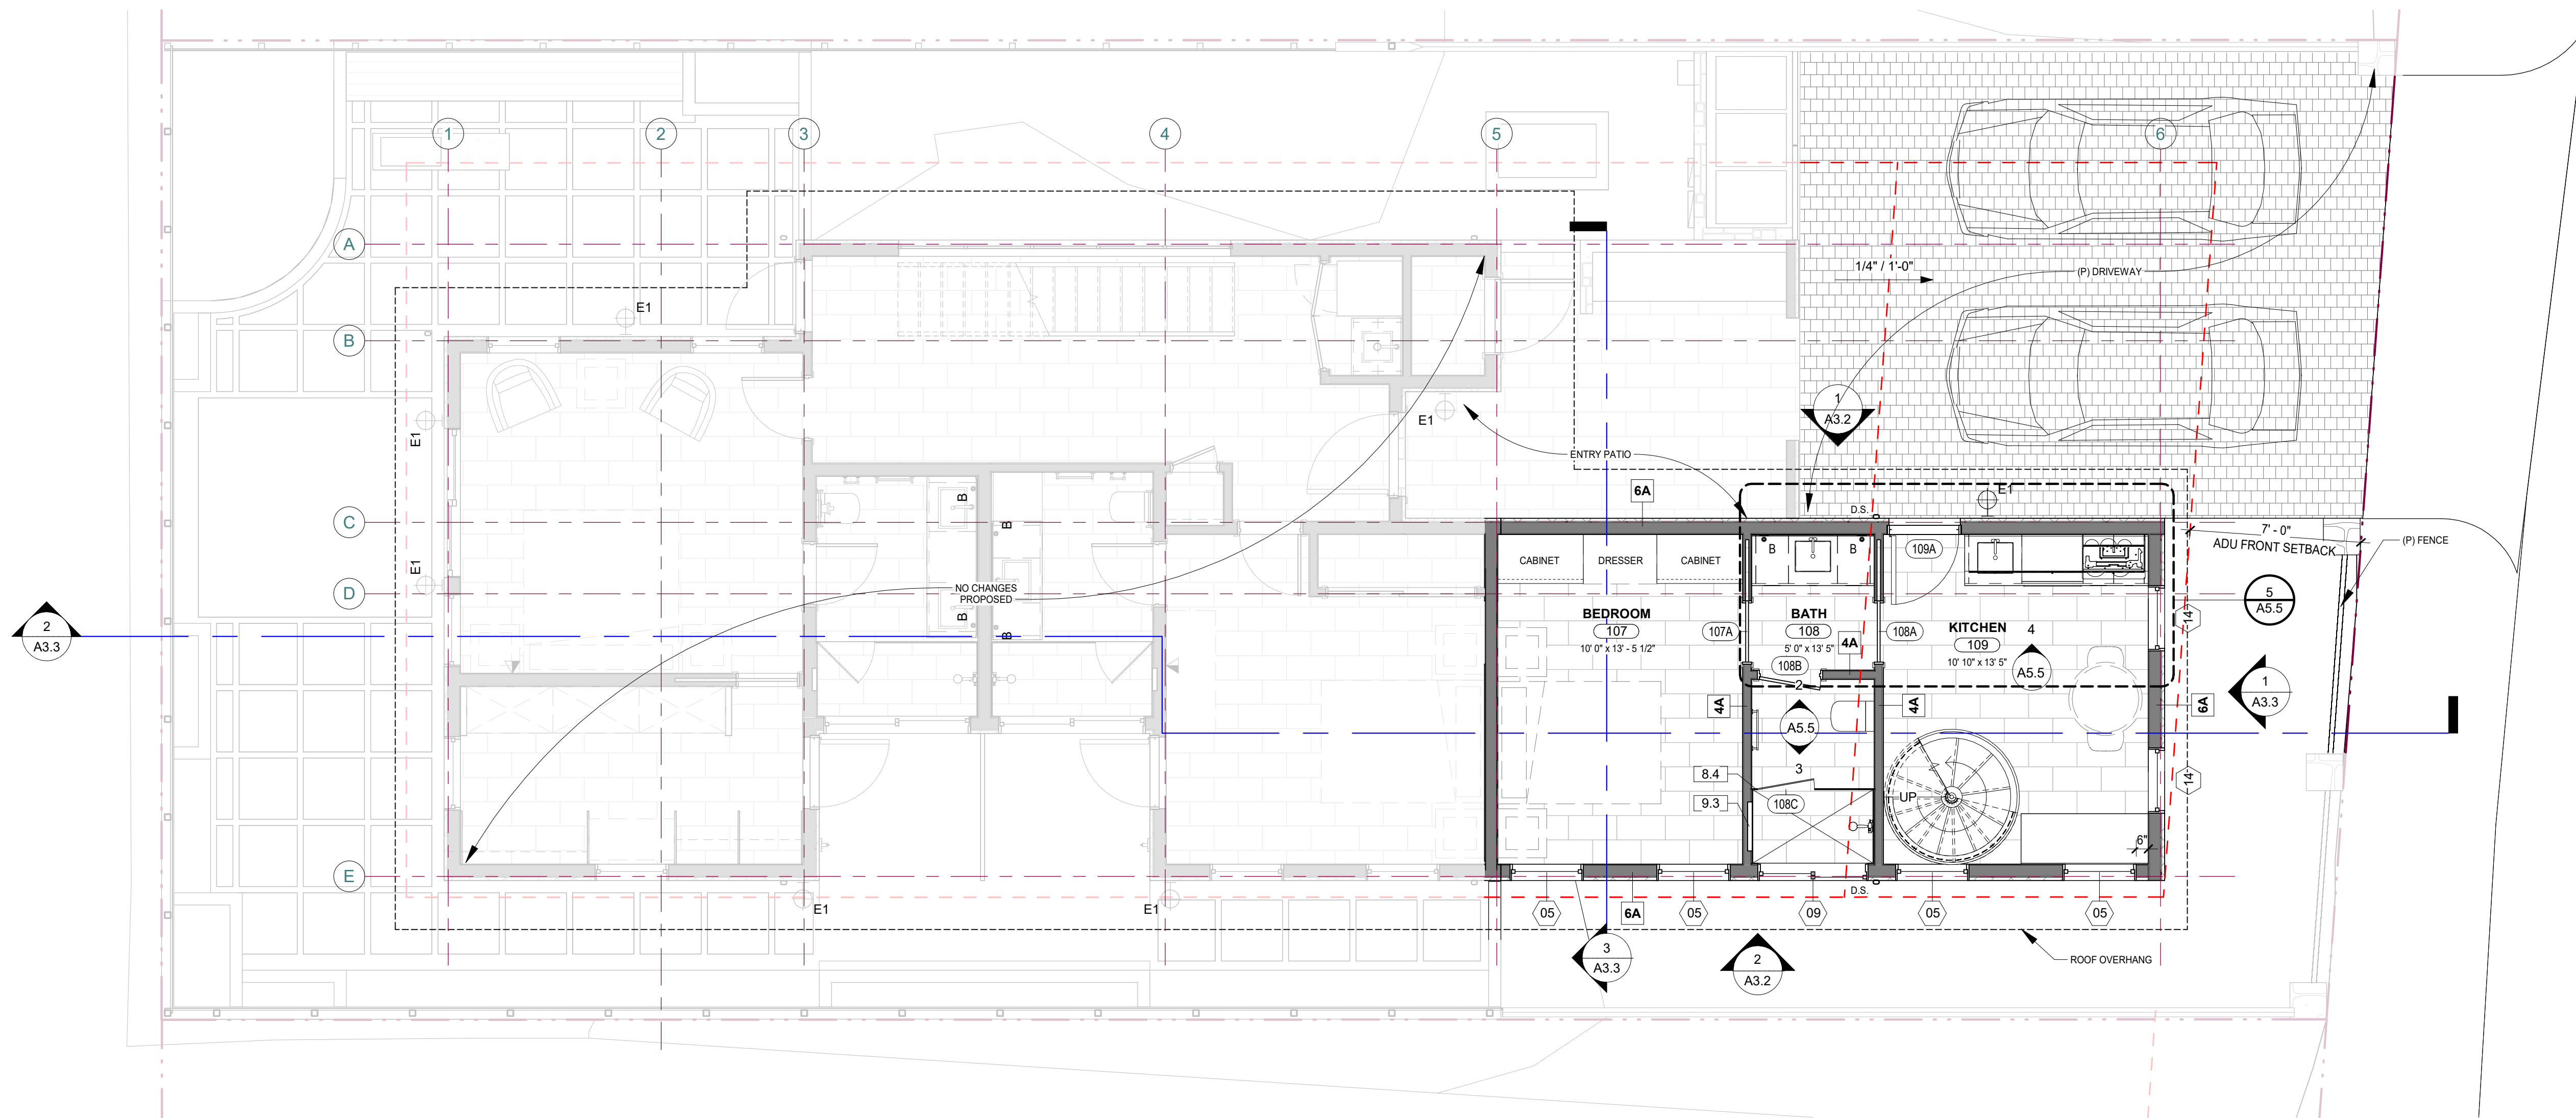 1
2
3
4
5
6
A
1/4" / 1'-0"
(P) DRIVEWAY
E1
B
1
A3.2
E1
E1
ENTRY PATIO
6A
B
B
E1
C
D.S.
7' - 0"
ADU FRONT SETBACK
(P) FENCE
CABINET
DRESSER
CABINET
B
B
109A
E1
D
NO CHANGES
PROPOSED
5
A5.5
B
B
BEDROOM
107
10' 0" x 13' - 5 1/2"
107A
BATH
108
5' 0" x 13' 5"
108A
4A
108B
KITCHEN
109
10' 10" x 13' 5"
4
A5.5
14
2
A3.3
2
A5.5
3
4A
4A
6A
1
A3.3
8.4
9.3
108C
UP
14
6"
E
E1
E1
D.S.
05
6A
05
09
05
05
3
A3.3
2
A3.2
ROOF OVERHANG